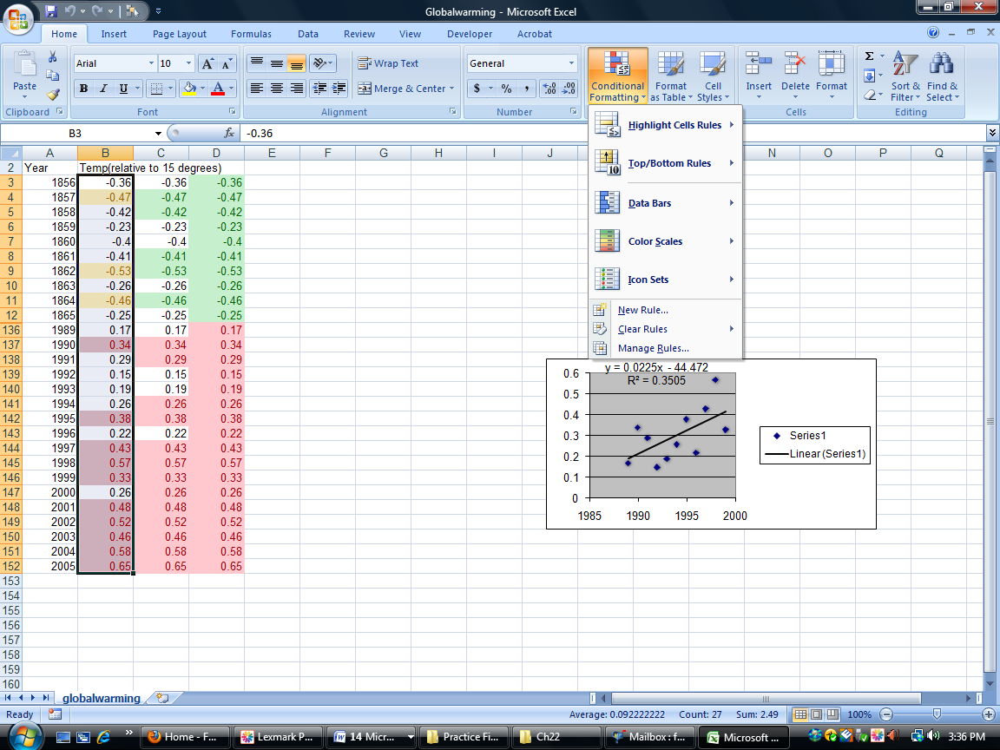 Globalwarming - Microsoft Excel
Home Insert Page Layout Formulas Data Review View Developer Acrobat
Paste
Arial 10
Wrap Text
General
Conditional Formatting
Format as Table
Cell Styles
Insert Delete Format
Sort & Filter
Find & Select
B I U
Merge & Center
$ % ,
Clipboard Font Alignment Number Cells Editing
B3 fx -0.36
Highlight Cells Rules
Top/Bottom Rules
Data Bars
Color Scales
Icon Sets
New Rule...
Clear Rules
Manage Rules...
A B C D E F G H I J N O P Q
2 Year Temp(relative to 15 degrees)
3 1856 -0.36 -0.36 -0.36
4 1857 -0.47 -0.47 -0.47
5 1858 -0.42 -0.42 -0.42
6 1859 -0.23 -0.23 -0.23
7 1860 -0.4 -0.4 -0.4
8 1861 -0.41 -0.41 -0.41
9 1862 -0.53 -0.53 -0.53
10 1863 -0.26 -0.26 -0.26
11 1864 -0.46 -0.46 -0.46
12 1865 -0.25 -0.25 -0.25
136 1989 0.17 0.17 0.17
137 1990 0.34 0.34 0.34
138 1991 0.29 0.29 0.29
139 1992 0.15 0.15 0.15
140 1993 0.19 0.19 0.19
141 1994 0.26 0.26 0.26
142 1995 0.38 0.38 0.38
143 1996 0.22 0.22 0.22
144 1997 0.43 0.43 0.43
145 1998 0.57 0.57 0.57
146 1999 0.33 0.33 0.33
147 2000 0.26 0.26 0.26
148 2001 0.48 0.48 0.48
149 2002 0.52 0.52 0.52
150 2003 0.46 0.46 0.46
151 2004 0.58 0.58 0.58
152 2005 0.65 0.65 0.65
153
154
155
156
157
158
159
160
y = 0.0225x - 44.472
R² = 0.3505
0.6
0.5
0.4
0.3
0.2
0.1
0
1985 1990 1995 2000
Series1
Linear (Series1)
globalwarming
Ready Average: 0.092222222 Count: 27 Sum: 2.49 100%
Home - F... Lexmark P... 14 Micro... Practice Fi... Ch22 Mailbox : f... Microsoft ... 3:36 PM